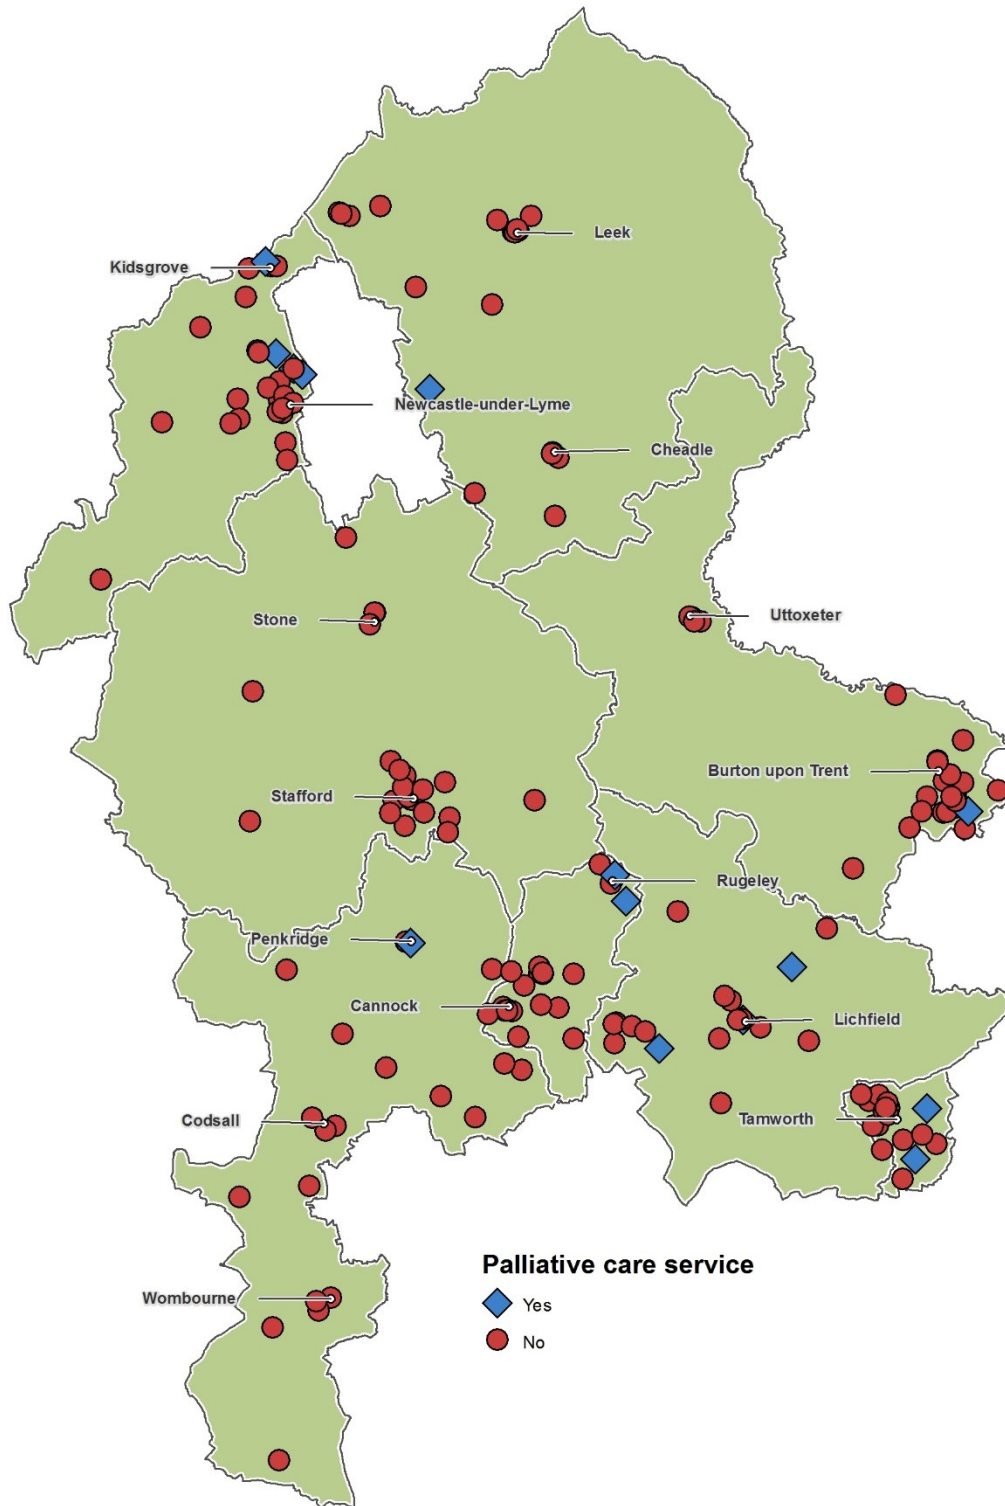 Leek
Kidsgrove
Newcastle-under-Lyme
Cheadle
Stone
Uttoxeter
Burton upon Trent
Stafford
Rugeley
Penkridge
Cannock
Lichfield
Codsall
Tamworth
Wombourne
Palliative care service
Yes
No